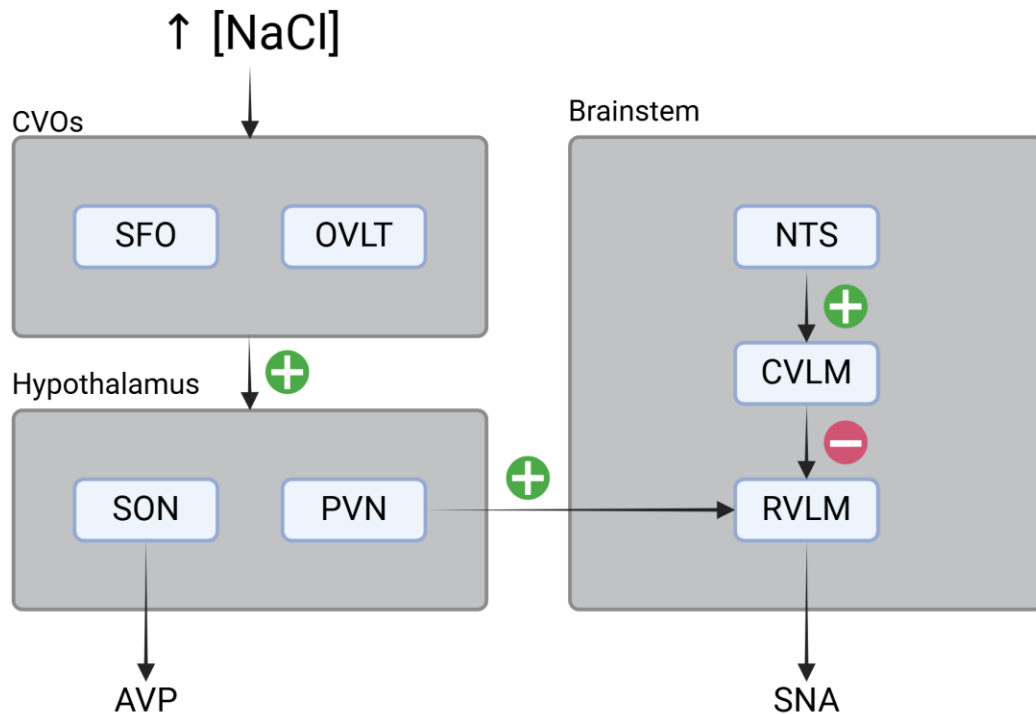 ↑ [NaCl]
CVOs
SFO
OVLT
Hypothalamus
SON
PVN
AVP
Brainstem
NTS
CVLM
RVLM
SNA